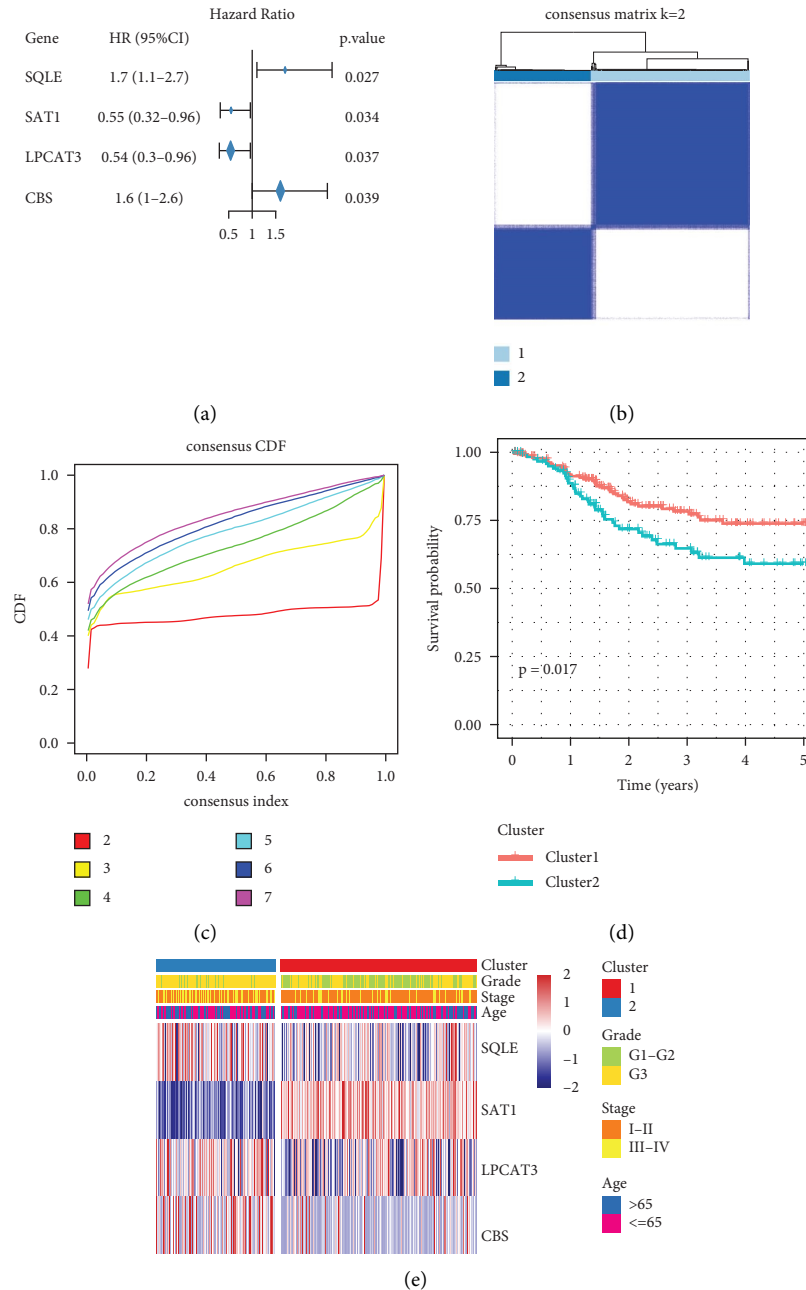 Hazard Ratio
Gene HR (95%CI) p.value
SQLE 1.7 (1.1–2.7) 0.027
SAT1 0.55 (0.32–0.96) 0.034
LPCAT3 0.54 (0.3–0.96) 0.037
CBS 1.6 (1–2.6) 0.039
0.5 1 1.5
(a)
consensus matrix k=2
1
2
(b)
consensus CDF
CDF
1.0
0.8
0.6
0.4
0.2
0.0
0.0 0.2 0.4 0.6 0.8 1.0
consensus index
2 5
3 6
4 7
(c)
Survival probability
1.00
0.75
0.50
0.25
0.00
p = 0.017
0 1 2 3 4 5
Time (years)
Cluster
Cluster1
Cluster2
(d)
Cluster
Grade
Stage
Age
SQLE
SAT1
LPCAT3
CBS
2
1
0
−1
−2
Cluster
1
2
Grade
G1–G2
G3
Stage
I–II
III–IV
Age
>65
<=65
(e)